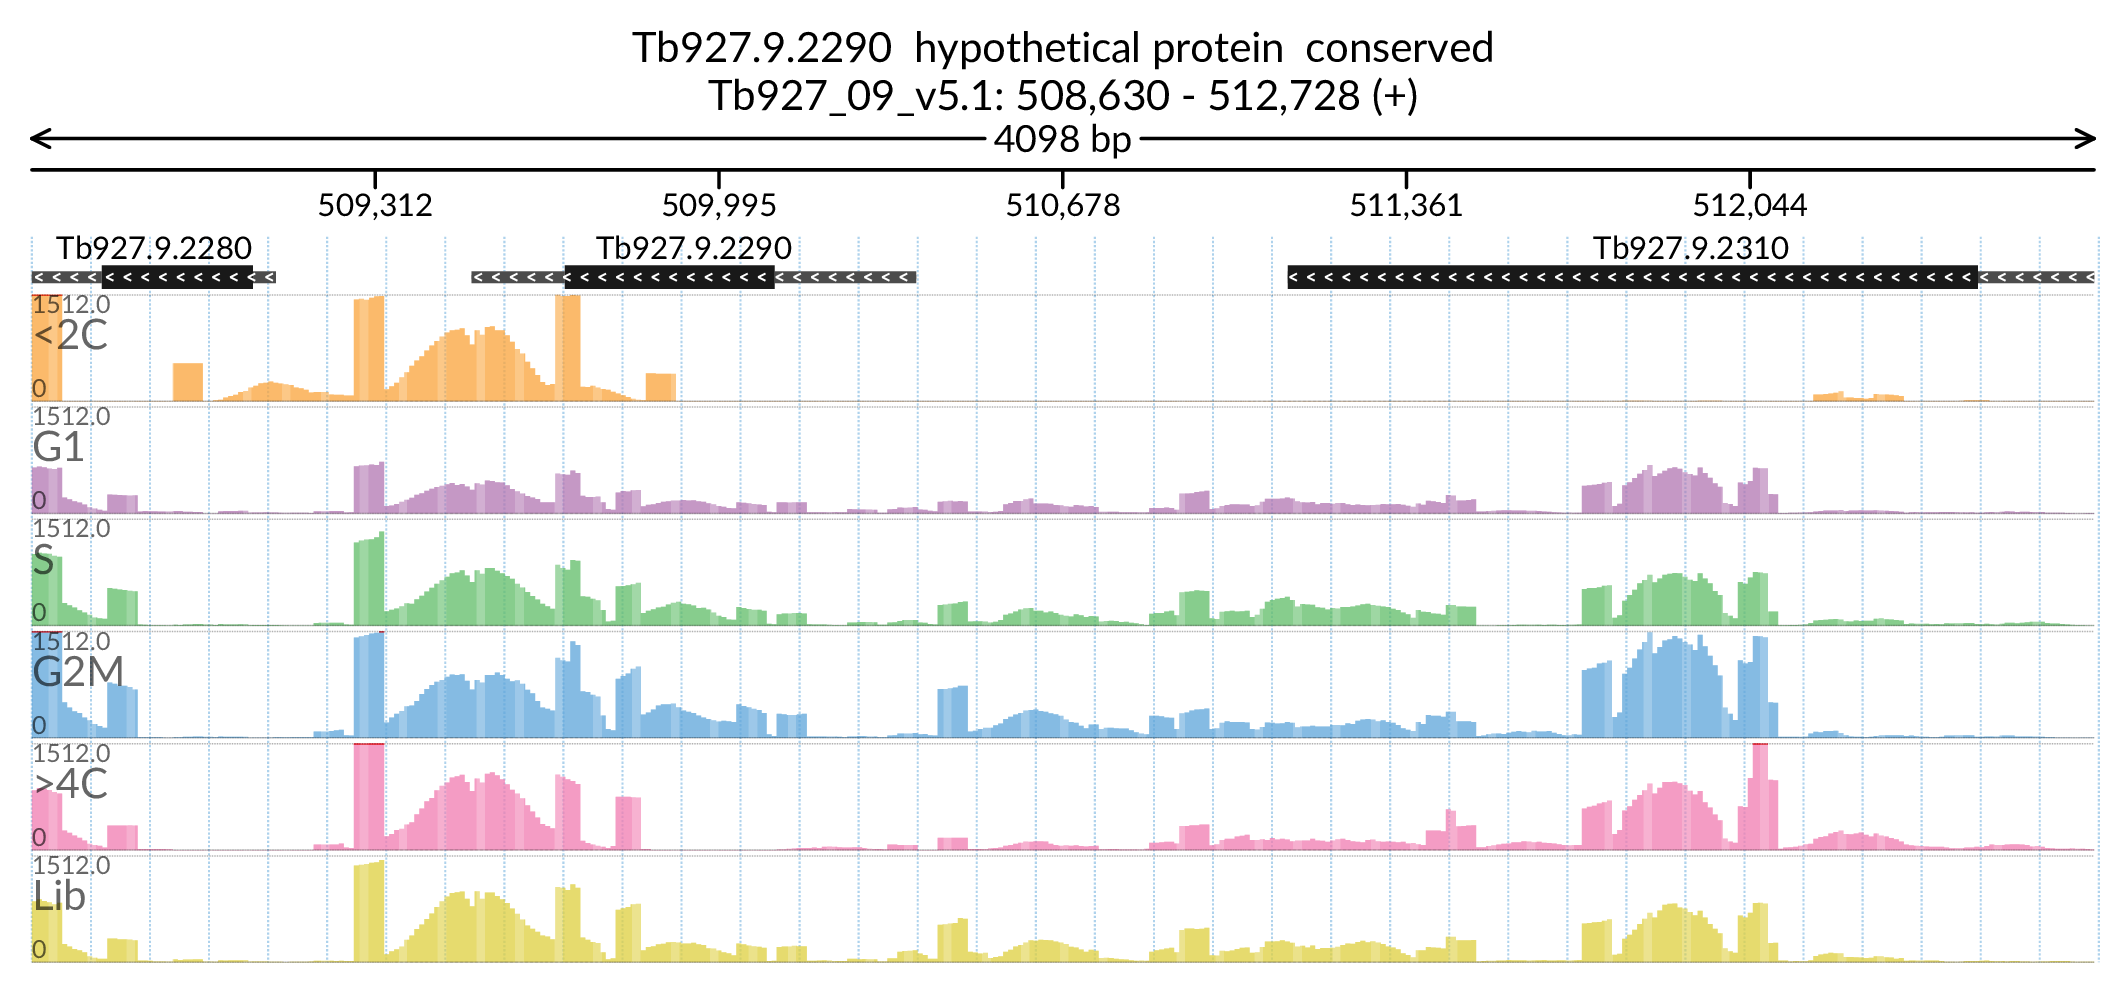 Tb927.9.2290 hypothetical protein conserved
Tb927_09_v5.1: 508,630 - 512,728 (+)
4098 bp
509,312 509,995 510,678 511,361 512,044
Tb927.9.2280 Tb927.9.2290 Tb927.9.2310
1512.0
<2C
0
1512.0
G1
0
1512.0
S
0
1512.0
G2M
0
1512.0
>4C
0
1512.0
Lib
0